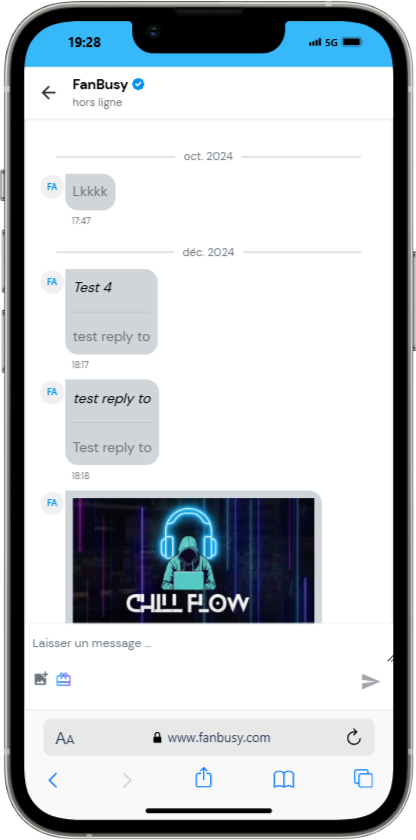 19:28
5G
FanBusy
hors ligne
oct. 2024
FA
Lkkkk
17:47
déc. 2024
FA
Test 4
test reply to
18:17
FA
test reply to
Test reply to
18:18
FA
CHILL FLOW
Laisser un message ...
AA
www.fanbusy.com